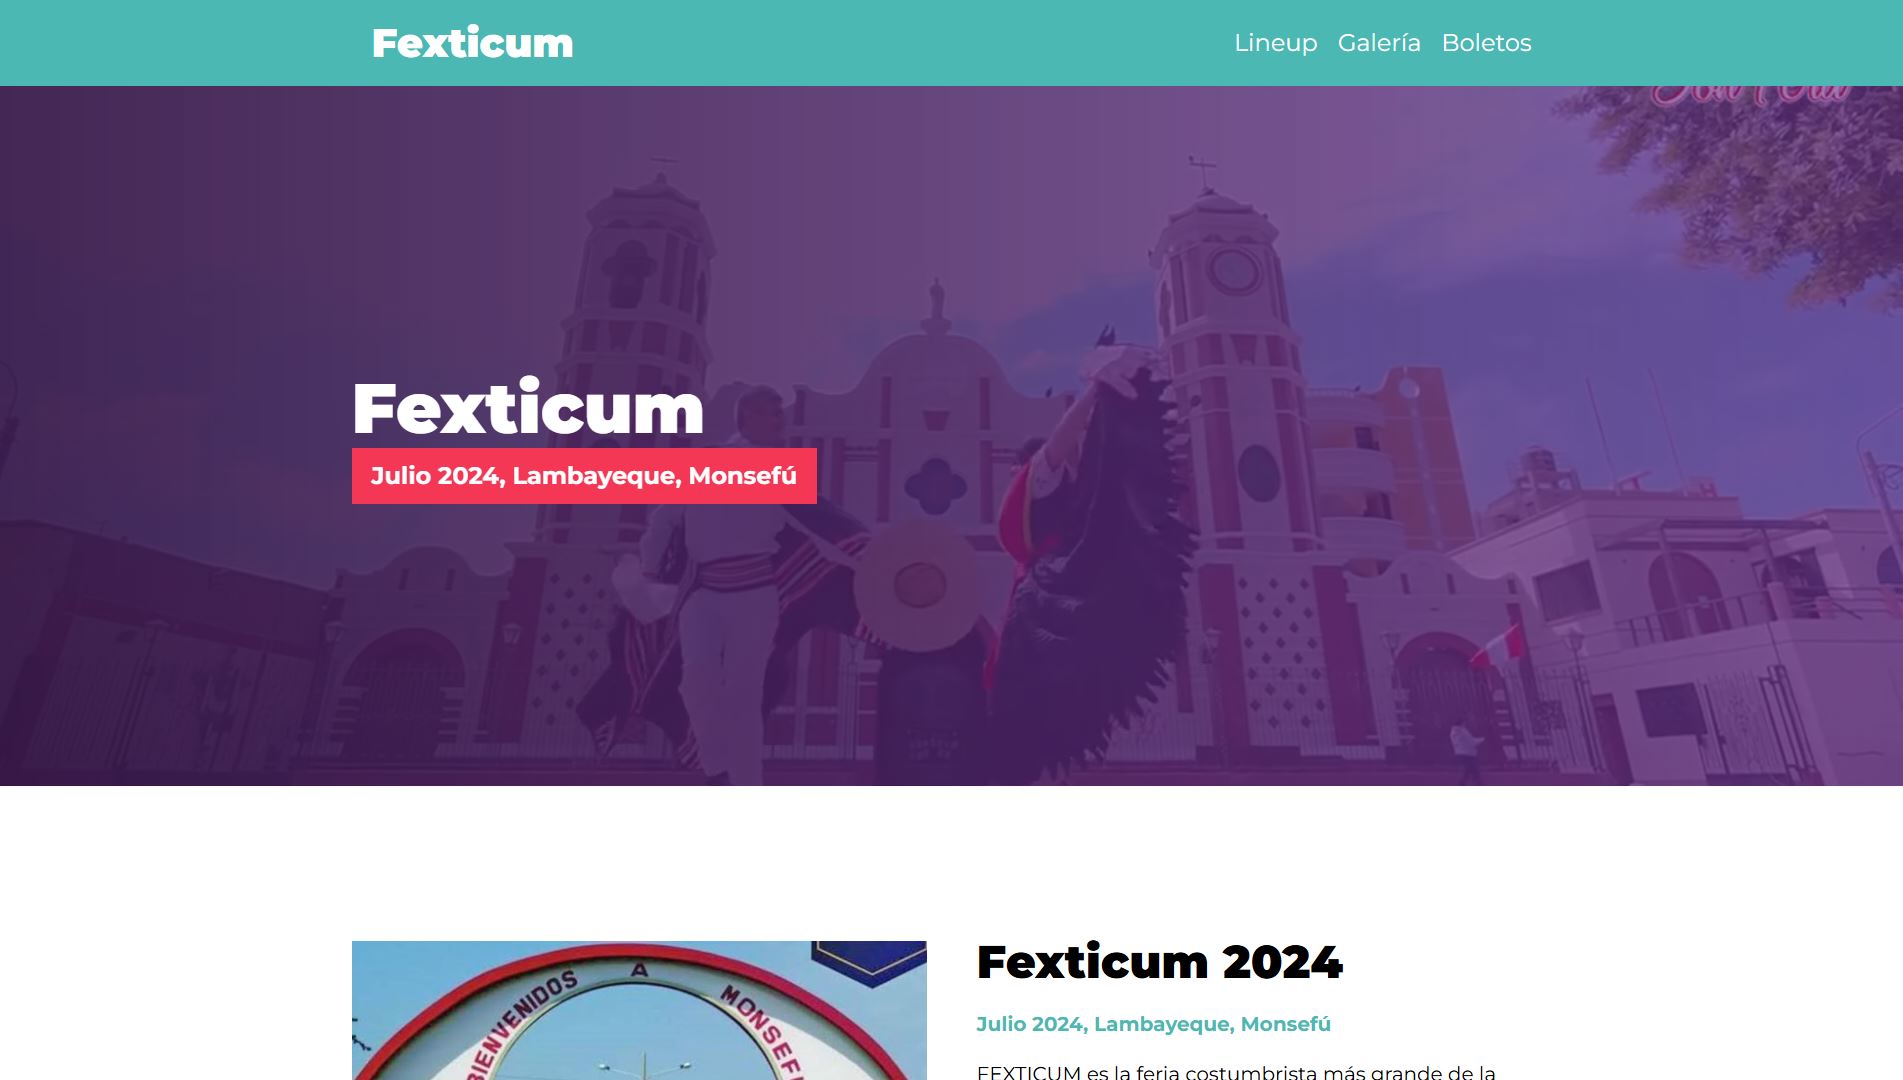 Fexticum
Lineup Galería Boletos
Fexticum
Julio 2024, Lambayeque, Monsefú
BIENVENIDOS A MONSEF
Fexticum 2024
Julio 2024, Lambayeque, Monsefú
FEXTICUM es la feria costumbrista más grande de la